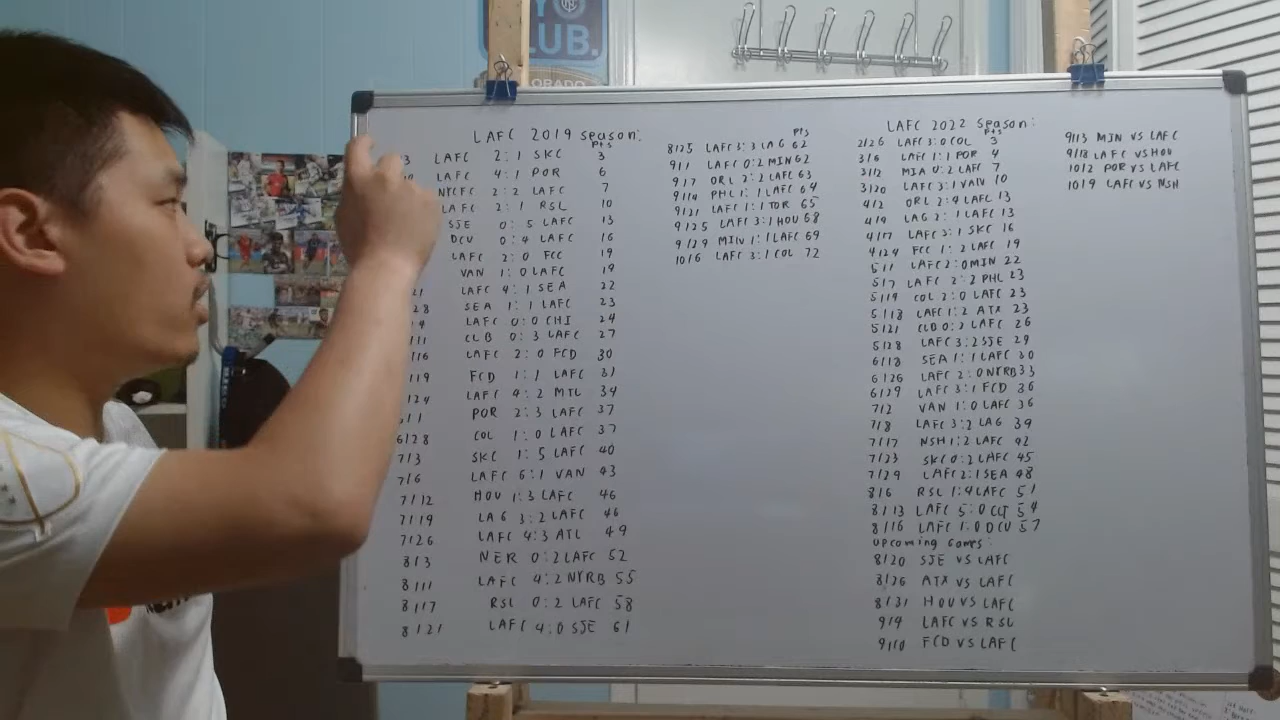 CLUB.
LAFC 2019 season:
Pts
3 LAFC 2:1 SKC 3
LAFC 4:1 POR 6
NYCFC 2:2 LAFC 7
LAFC 2:1 RSL 10
SJE 0:5 LAFC 13
DCU 0:4 LAFC 16
LAFC 2:0 FCC 19
VAN 1:0 LAFC 19
21 LAFC 4:1 SEA 22
28 SEA 1:1 LAFC 23
4 LAFC 0:0 CHI 24
11 CLB 0:3 LAFC 27
16 LAFC 2:0 FCD 30
19 FCD 1:1 LAFC 31
24 LAFC 4:2 MTL 34
6/1 POR 2:3 LAFC 37
6/28 COL 1:0 LAFC 37
7/3 SKC 1:5 LAFC 40
7/6 LAFC 6:1 VAN 43
7/12 HOU 1:3 LAFC 46
7/19 LAG 3:2 LAFC 46
7/26 LAFC 4:3 ATL 49
8/3 NER 0:2 LAFC 52
8/11 LAFC 4:2 NYRB 55
8/17 RSL 0:2 LAFC 58
8/21 LAFC 4:0 SJE 61
Pts
8/25 LAFC 3:3 LAG 62
9/1 LAFC 0:2 MIN 62
9/7 ORL 2:2 LAFC 63
9/14 PHL 1:1 LAFC 64
9/21 LAFC 1:1 TOR 65
9/25 LAFC 3:1 HOU 68
9/29 MIN 1:1 LAFC 69
10/6 LAFC 3:1 COL 72
LAFC 2022 season:
Pts
2/26 LAFC 3:0 COL 3
3/6 LAFC 1:1 POR 4
3/12 MIA 0:2 LAFC 7
3/20 LAFC 3:1 VAN 10
4/2 ORL 2:4 LAFC 13
4/9 LAG 2:1 LAFC 13
4/17 LAFC 3:1 SKC 16
4/24 FCC 1:2 LAFC 19
5/1 LAFC 2:0 MIN 22
5/7 LAFC 2:2 PHL 23
5/14 COL 2:0 LAFC 23
5/18 LAFC 1:2 ATX 23
5/21 CLB 0:2 LAFC 26
5/28 LAFC 3:2 SJE 29
6/18 SEA 1:1 LAFC 30
6/26 LAFC 2:0 NYRB 33
6/29 LAFC 3:1 FCD 36
7/2 VAN 1:0 LAFC 36
7/8 LAFC 3:2 LAG 39
7/17 NSH 1:2 LAFC 42
7/23 SKC 0:2 LAFC 45
7/29 LAFC 2:1 SEA 48
8/6 RSL 1:4 LAFC 51
8/13 LAFC 5:0 CLT 54
8/16 LAFC 1:0 DCU 57
Upcoming Games:
8/20 SJE VS LAFC
8/26 ATX VS LAFC
8/31 HOU VS LAFC
9/4 LAFC VS RSL
9/10 FCD VS LAFC
9/13 MIN VS LAFC
9/18 LAFC VS HOU
10/2 POR VS LAFC
10/9 LAFC VS NSH